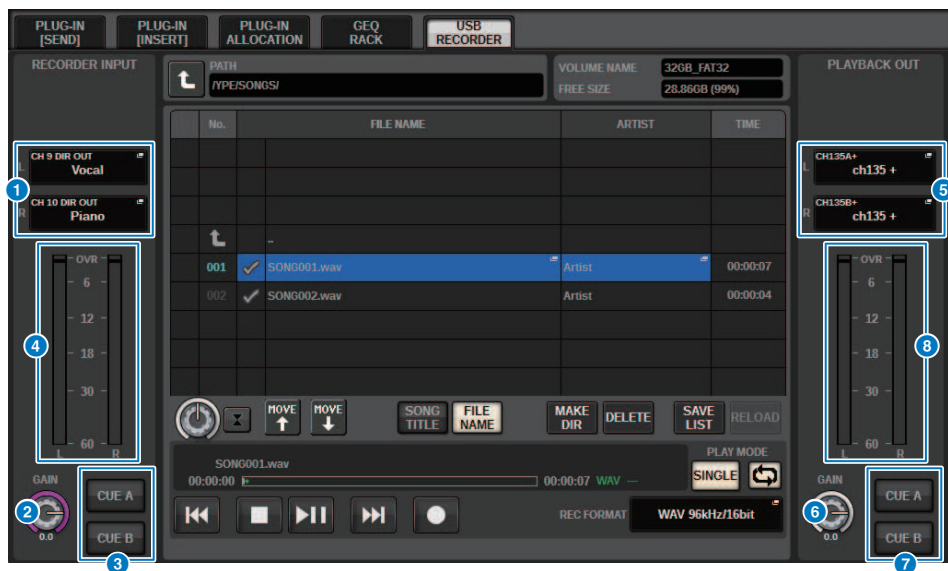 PLUG-IN [SEND]
PLUG-IN [INSERT]
PLUG-IN ALLOCATION
GEQ RACK
USB RECORDER
RECORDER INPUT
PATH
/YPE/SONGS/
VOLUME NAME
32GB_FAT32
FREE SIZE
28.86GB (99%)
PLAYBACK OUT
No.
FILE NAME
ARTIST
TIME
1
L
CH 9 DIR OUT
Vocal
R
CH 10 DIR OUT
Piano
5
L
CH135A+
ch135 +
R
CH135B+
ch135 +
..
001
SONG001.wav
Artist
00:00:07
002
SONG002.wav
Artist
00:00:04
4
OVR
6
12
18
30
60
L
R
8
OVR
6
12
18
30
60
L
R
MOVE
MOVE
SONG TITLE
FILE NAME
MAKE DIR
DELETE
SAVE LIST
RELOAD
SONG001.wav
00:00:00
00:00:07
WAV ---
PLAY MODE
SINGLE
REC FORMAT
WAV 96kHz/16bit
GAIN
2
0.0
CUE A
CUE B
3
GAIN
6
0.0
CUE A
CUE B
7